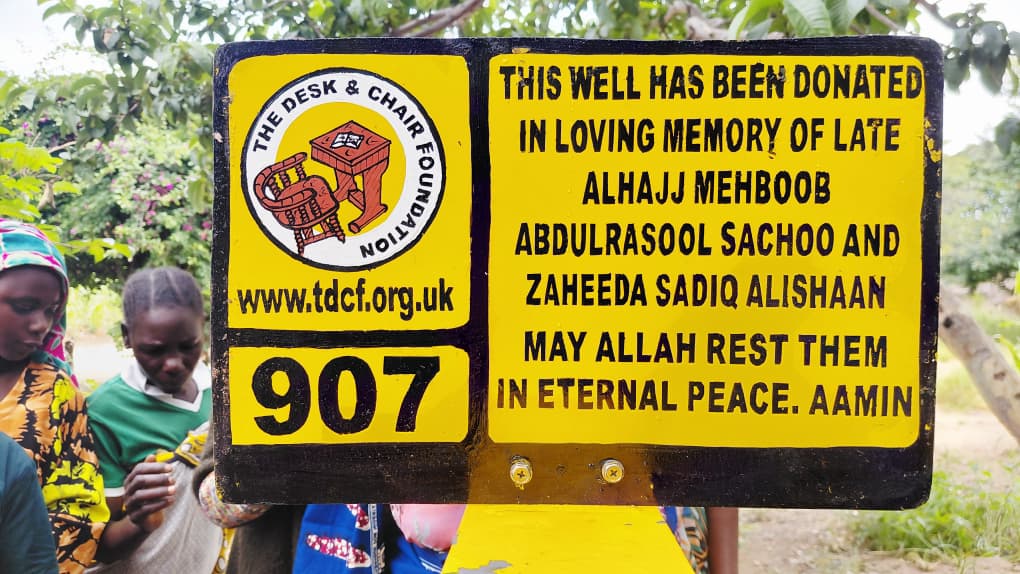 THE DESK & CHAIR FOUNDATION
www.tdcf.org.uk
907
THIS WELL HAS BEEN DONATED
IN LOVING MEMORY OF LATE
ALHAJJ MEHBOOB
ABDULRASOOL SACHOO AND
ZAHEEDA SADIQ ALISHAAN
MAY ALLAH REST THEM
IN ETERNAL PEACE. AAMIN